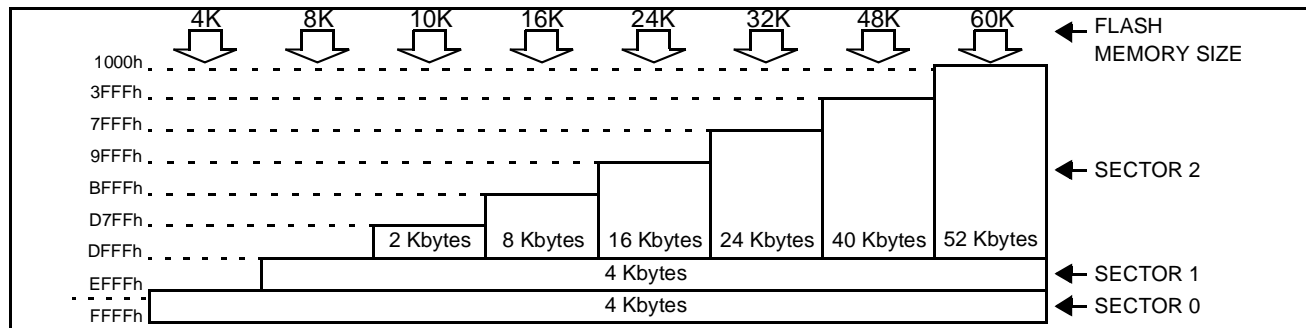 4K 8K 10K 16K 24K 32K 48K 60K
FLASH
MEMORY SIZE
1000h
3FFFh
7FFFh
9FFFh
SECTOR 2
BFFFh
D7FFh
2 Kbytes 8 Kbytes 16 Kbytes 24 Kbytes 40 Kbytes 52 Kbytes
DFFFh
4 Kbytes
SECTOR 1
EFFFh
4 Kbytes
SECTOR 0
FFFFh